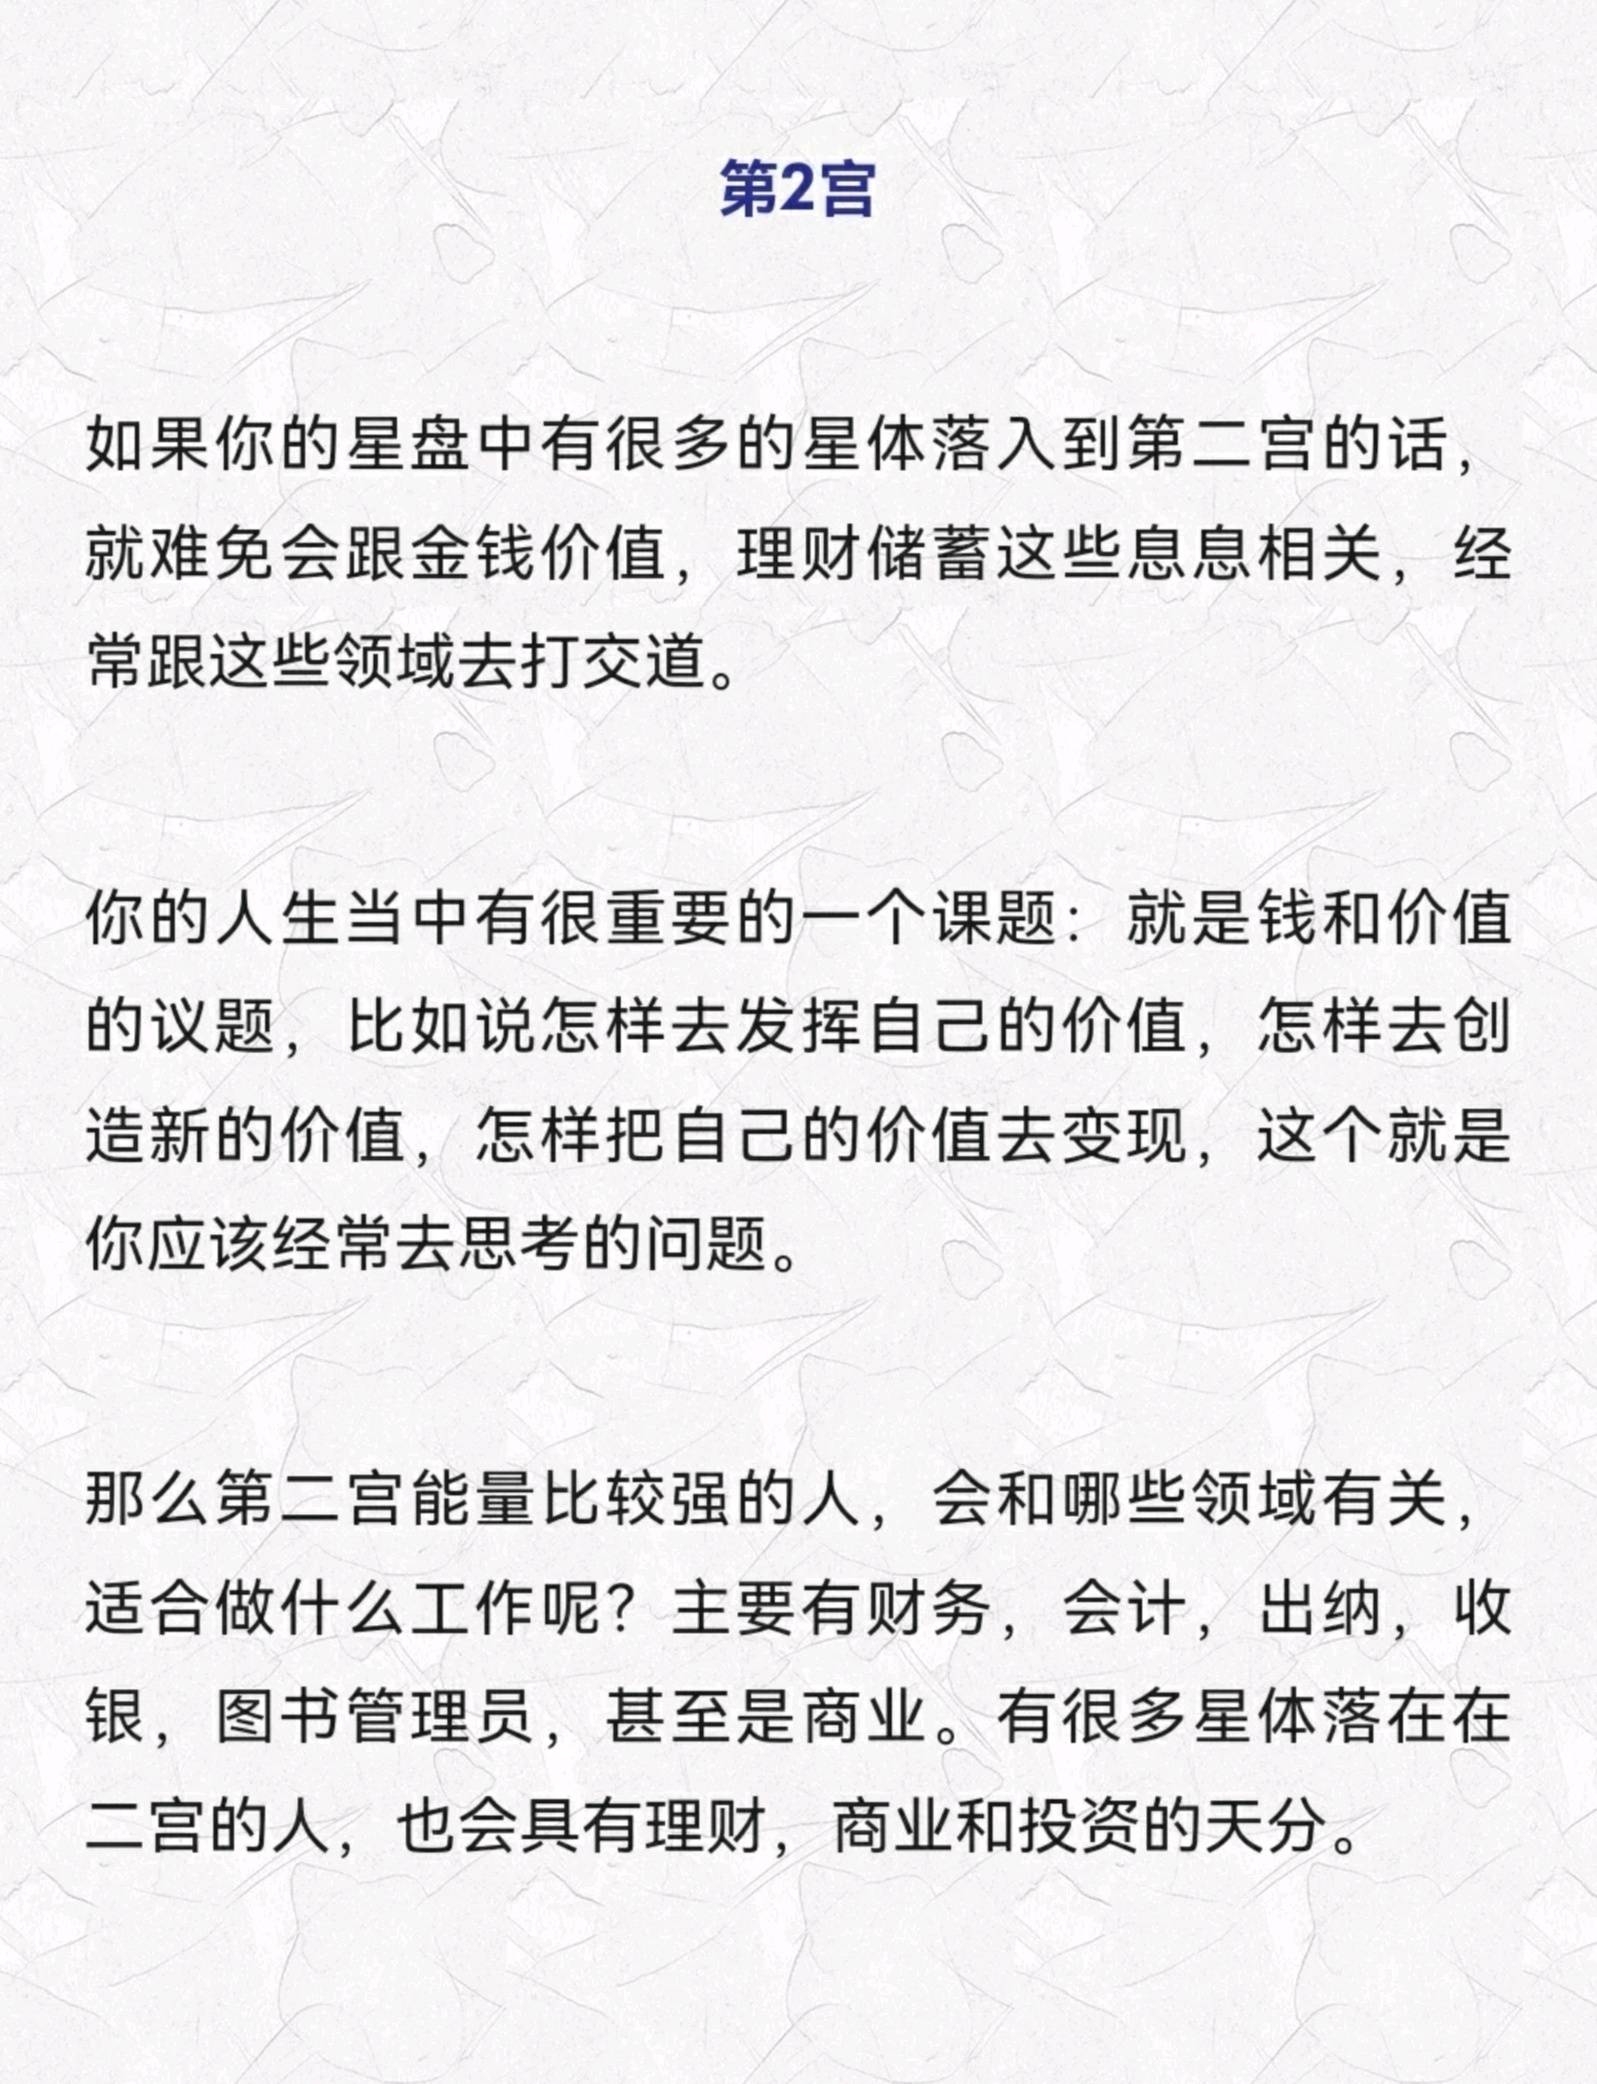 第2宫
如果你的星盘中有很多的星体落入到第二宫的话，
就难免会跟金钱价值，理财储蓄这些息息相关，经
常跟这些领域去打交道。
你的人生当中有很重要的一个课题：就是钱和价值
的议题，比如说怎样去发挥自己的价值，怎样去创
造新的价值，怎样把自己的价值去变现，这个就是
你应该经常去思考的问题。
那么第二宫能量比较强的人，会和哪些领域有关，
适合做什么工作呢？主要有财务，会计，出纳，收
银，图书管理员，甚至是商业。有很多星体落在在
二宫的人，也会具有理财，商业和投资的天分。